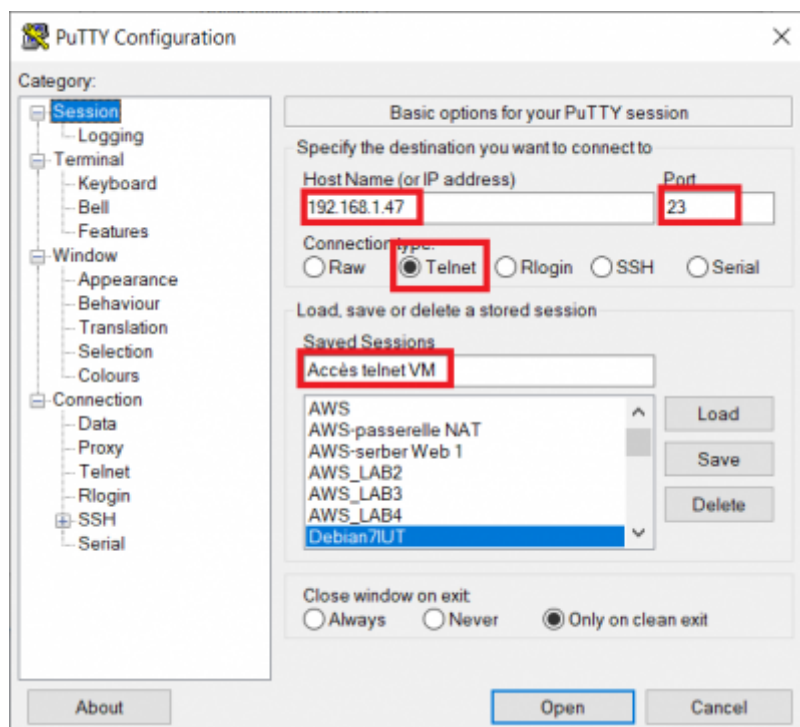 PuTTY Configuration
Category:
Session
Logging
Terminal
Keyboard
Bell
Features
Window
Appearance
Behaviour
Translation
Selection
Colours
Connection
Data
Proxy
Telnet
Rlogin
SSH
Serial
Basic options for your PuTTY session
Specify the destination you want to connect to
Host Name (or IP address) Port
192.168.1.47 23
Connection type:
Raw Telnet Rlogin SSH Serial
Load, save or delete a stored session
Saved Sessions
Accès telnet VM
AWS
AWS-passerelle NAT
AWS-serber Web 1
AWS_LAB2
AWS_LAB3
AWS_LAB4
Debian7IUT
Load
Save
Delete
Close window on exit:
Always Never Only on clean exit
About Open Cancel